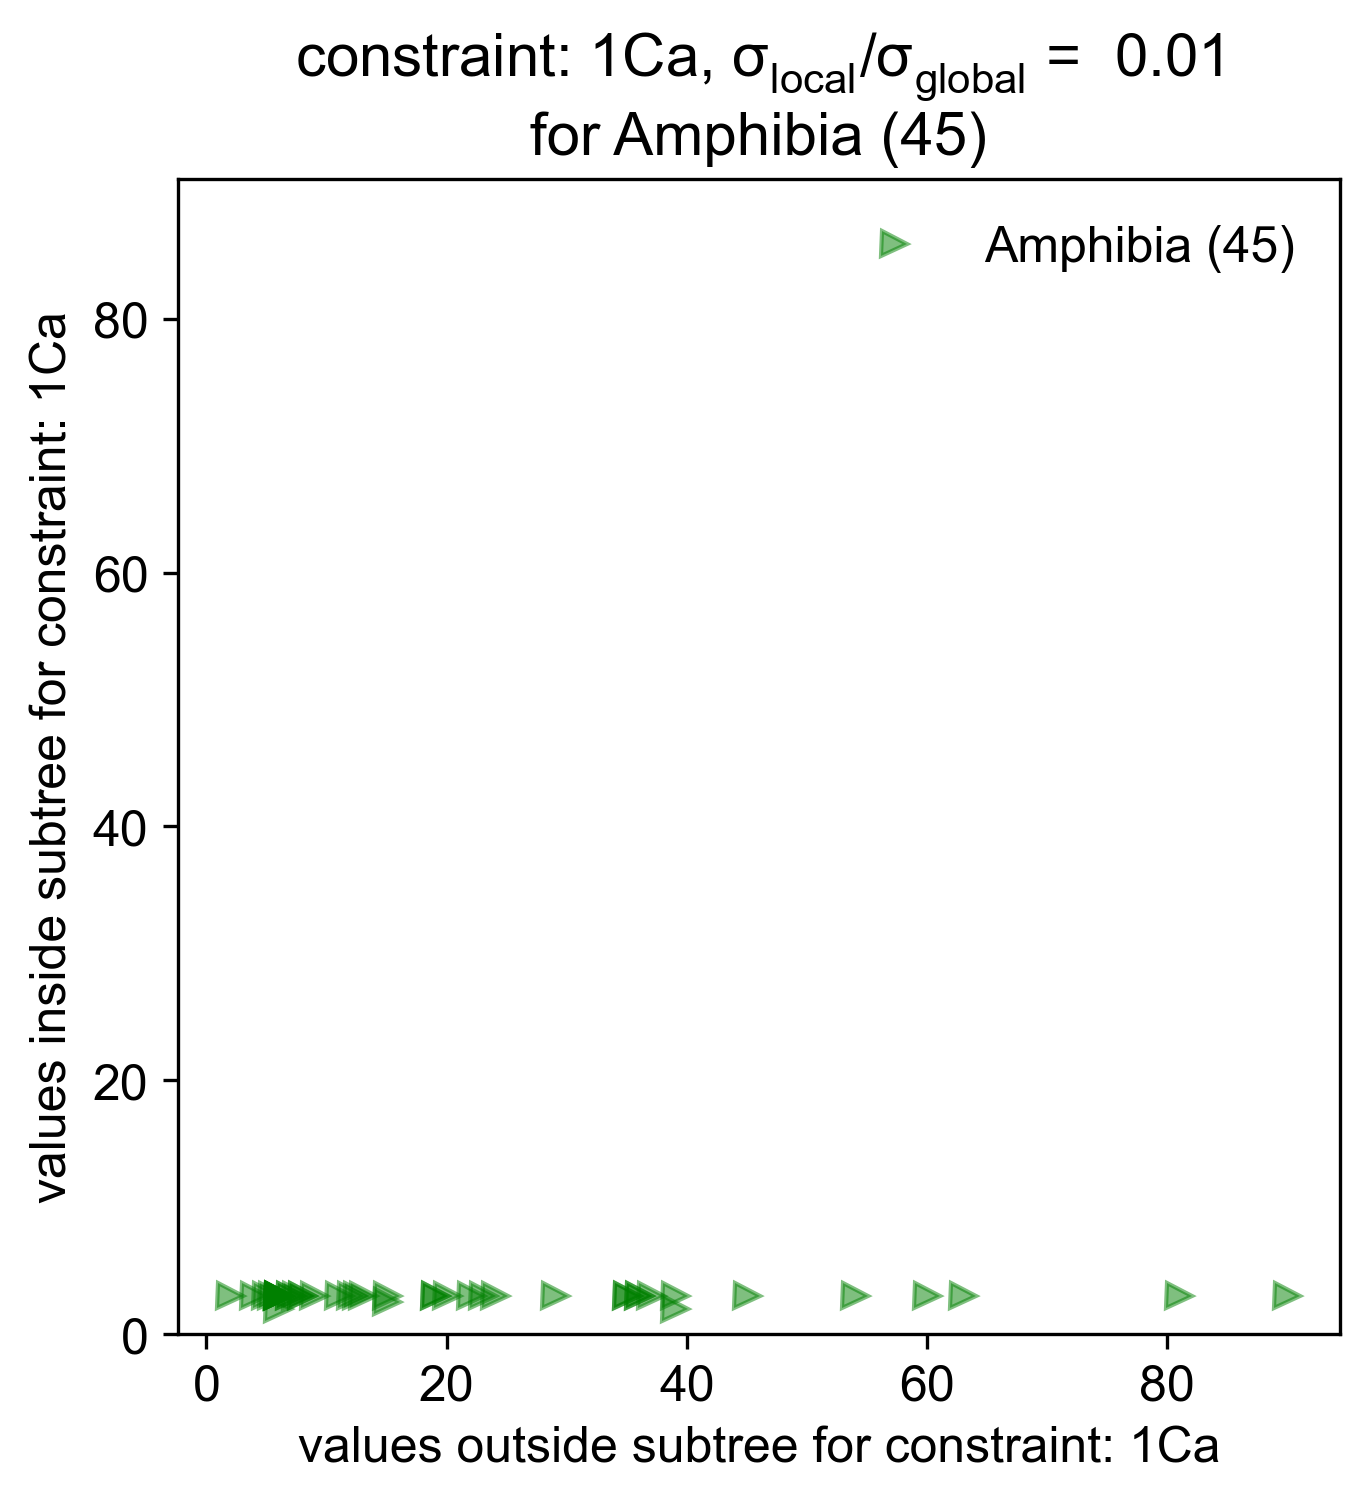 constraint: 1Ca, σlocal/σglobal = 0.01
for Amphibia (45)
Amphibia (45)
values inside subtree for constraint: 1Ca
80
60
40
20
0
0 20 40 60 80
values outside subtree for constraint: 1Ca